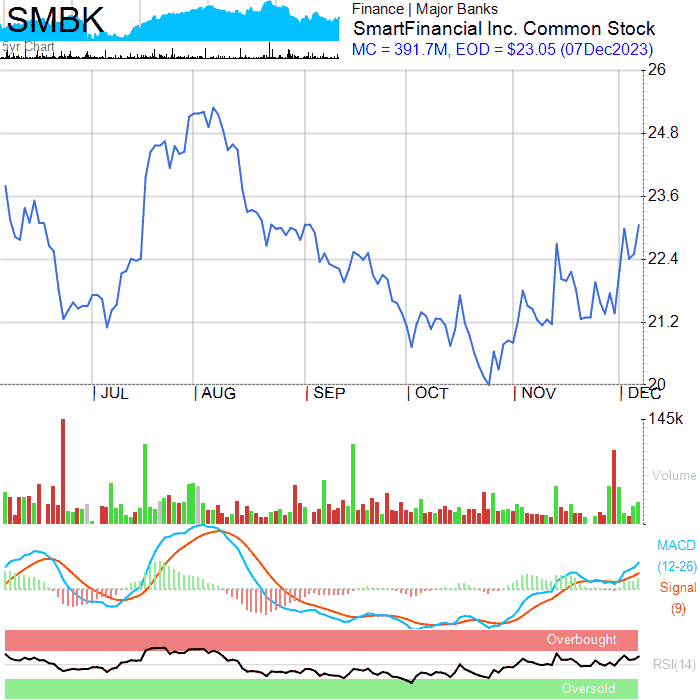 SMBK
5yr Chart
Finance | Major Banks
SmartFinancial Inc. Common Stock
MC = 391.7M, EOD = $23.05 (07Dec2023)
26
24.8
23.6
22.4
21.2
20
JUL AUG SEP OCT NOV DEC
145k
Volume
MACD
(12-26)
Signal
(9)
Overbought
RSI(14)
Oversold